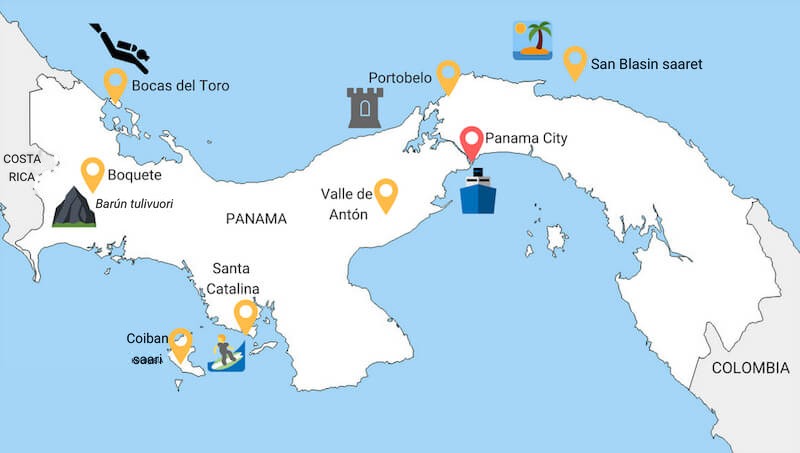 San Blasin saaret
Portobelo
Bocas del Toro
Panama City
COSTA
RICA
Boquete
Barún tulivuori
Valle de
Antón
PANAMA
Santa
Catalina
Coiban
saari
COLOMBIA